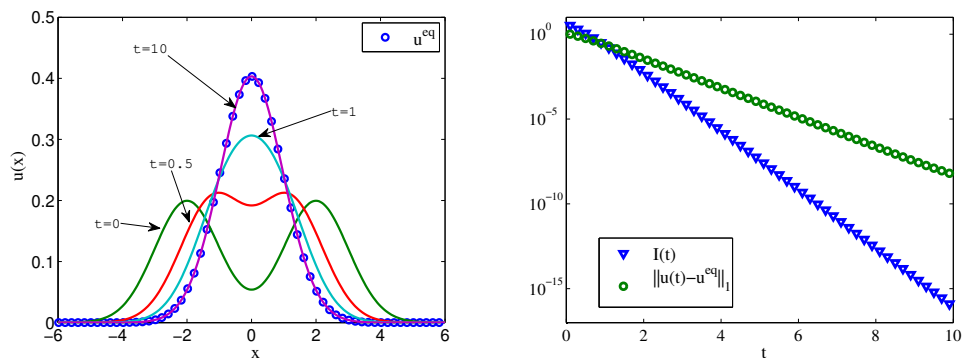 0.5
0.4
0.3
0.2
0.1
0
u(x)
−6 −4 −2 0 2 4 6
x
u^eq
t=10
t=1
t=0.5
t=0
10^0
10^−5
10^−10
10^−15
0 2 4 6 8 10
t
I(t)
||u(t)−u^eq||_1